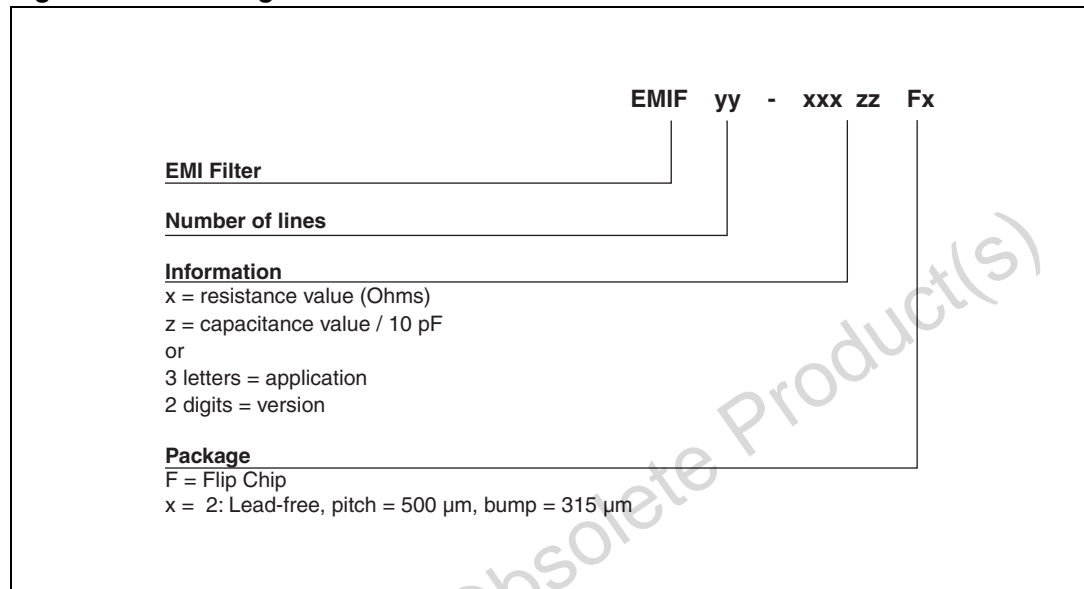 EMIF yy - xxx zz Fx
EMI Filter
Number of lines
Information
x = resistance value (Ohms)
z = capacitance value / 10 pF
or
3 letters = application
2 digits = version
Package
F = Flip Chip
x = 2: Lead-free, pitch = 500 µm, bump = 315 µm
Obsolete Product(s)